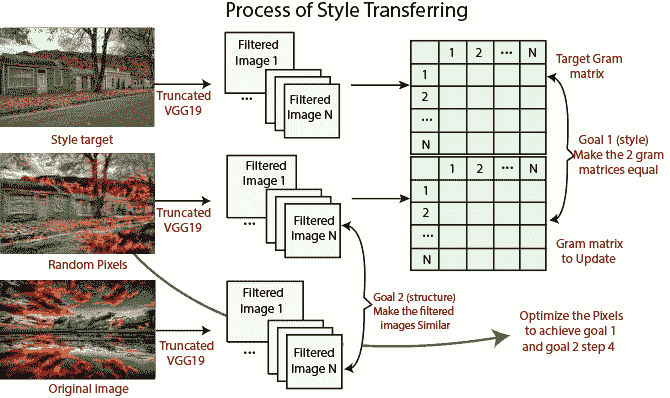 Process of Style Transferring
Style target
Truncated
VGG19
Filtered
Image 1
...
Filtered
Image N
1 2 ... N
1
2
...
N
Target Gram
matrix
Goal 1 (style)
Make the 2 gram
matrices equal
Random Pixels
Truncated
VGG19
Filtered
Image 1
...
Filtered
Image N
1 2 ... N
1
2
...
N
Gram matrix
to Update
Goal 2 (structure)
Make the filtered
images Similar
Original image
Truncated
VGG19
Filtered
Image 1
...
Filtered
Image N
Optimize the Pixels
to achieve goal 1
and goal 2 step 4